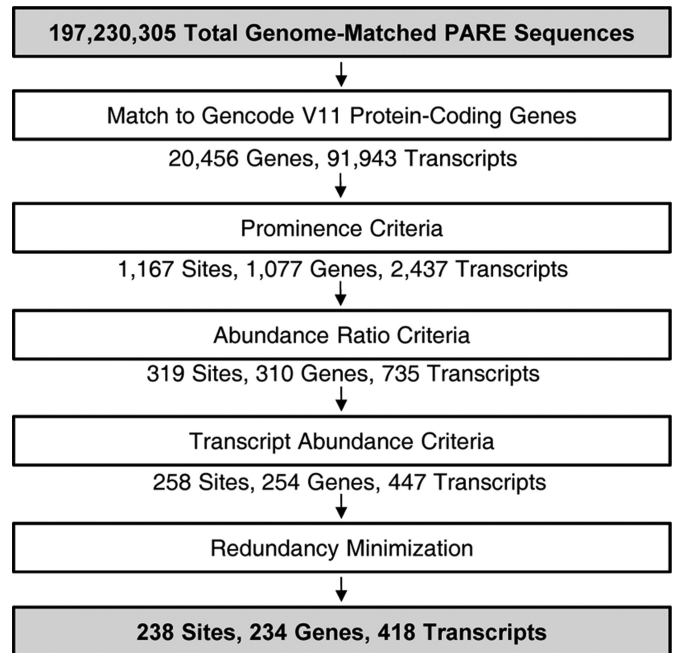 197,230,305 Total Genome-Matched PARE Sequences
Match to Gencode V11 Protein-Coding Genes
20,456 Genes, 91,943 Transcripts
Prominence Criteria
1,167 Sites, 1,077 Genes, 2,437 Transcripts
Abundance Ratio Criteria
319 Sites, 310 Genes, 735 Transcripts
Transcript Abundance Criteria
258 Sites, 254 Genes, 447 Transcripts
Redundancy Minimization
238 Sites, 234 Genes, 418 Transcripts